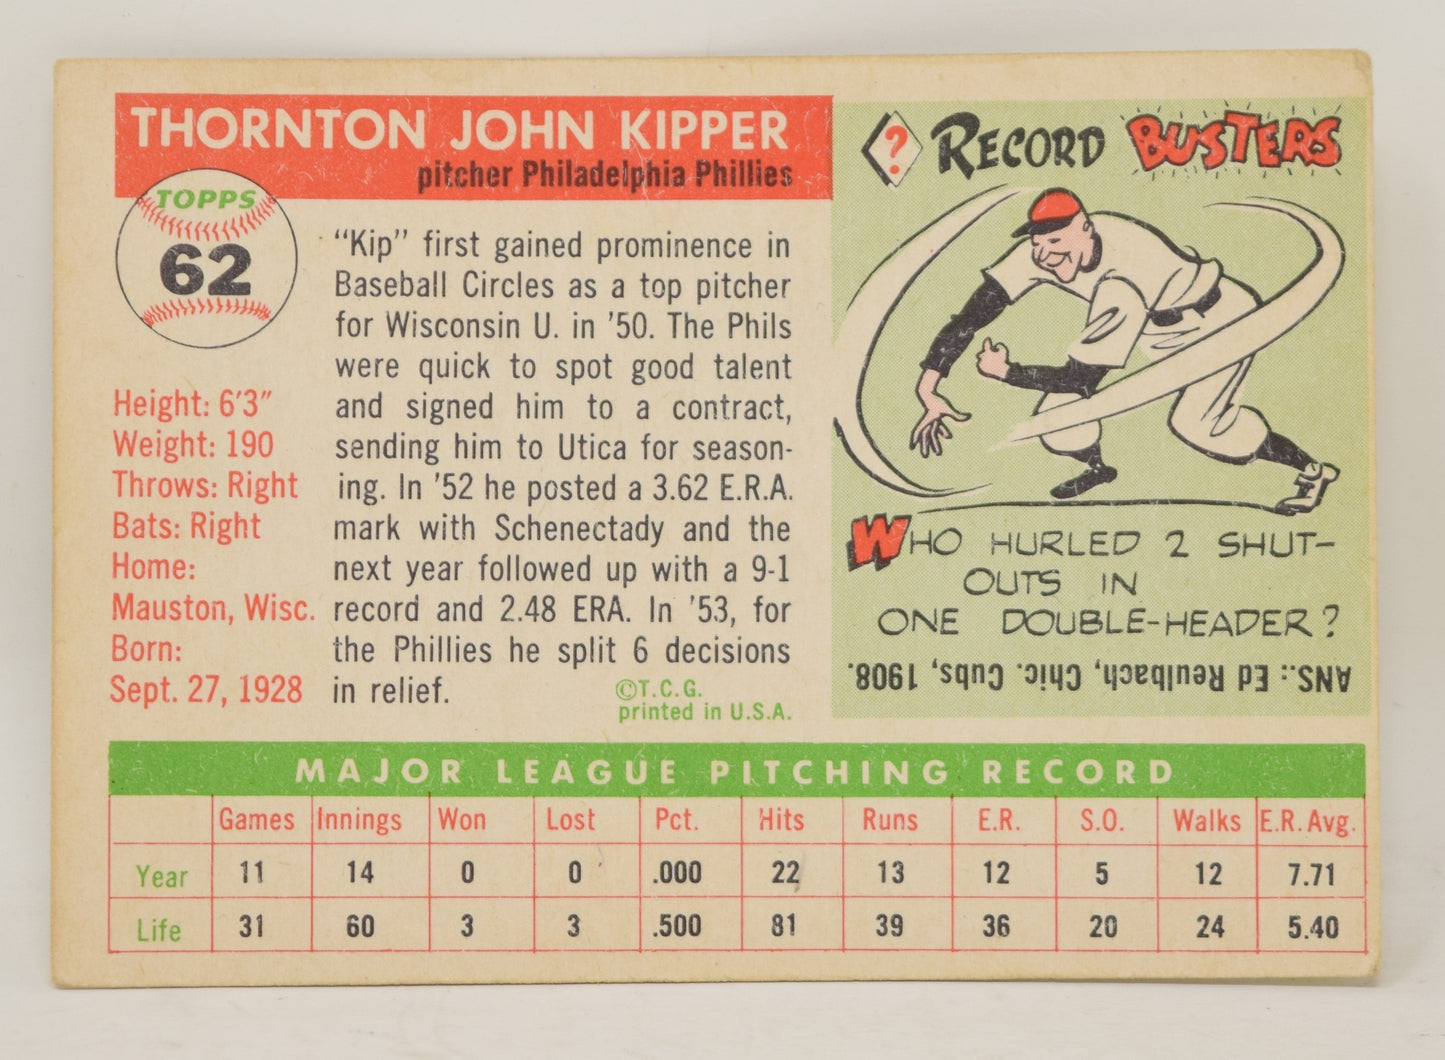 THORNTON JOHN KIPPER
pitcher Philadelphia Phillies
TOPPS
62
Height: 6'3"
Weight: 190
Throws: Right
Bats: Right
Home:
Mauston, Wisc.
Born:
Sept. 27, 1928
"Kip" first gained prominence in
Baseball Circles as a top pitcher
for Wisconsin U. in '50. The Phils
were quick to spot good talent
and signed him to a contract,
sending him to Utica for season-
ing. In '52 he posted a 3.62 E.R.A.
mark with Schenectady and the
next year followed up with a 9-1
record and 2.48 ERA. In '53, for
the Phillies he split 6 decisions
in relief.
©T.C.G.
printed in U.S.A.
? RECORD BUSTERS
WHO HURLED 2 SHUT-
OUTS IN
ONE DOUBLE-HEADER?
ANS.: Ed Reulbach, Chic. Cubs, 1908.
MAJOR LEAGUE PITCHING RECORD
Games Innings Won Lost Pct. Hits Runs E.R. S.O. Walks E.R. Avg.
Year 11 14 0 0 .000 22 13 12 5 12 7.71
Life 31 60 3 3 .500 81 39 36 20 24 5.40